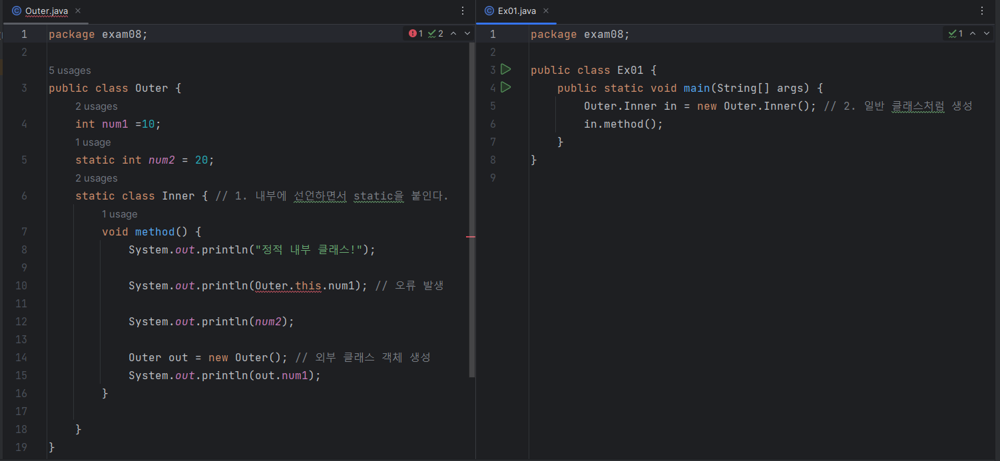 Outer.java
Ex01.java
1 package exam08;
1 2
2
5 usages
3 public class Outer {
2 usages
4 int num1 =10;
1 usage
5 static int num2 = 20;
2 usages
6 static class Inner { // 1. 내부에 선언하면서 static을 붙인다.
1 usage
7 void method() {
8 System.out.println("정적 내부 클래스!");
9
10 System.out.println(Outer.this.num1); // 오류 발생
11
12 System.out.println(num2);
13
14 Outer out = new Outer(); // 외부 클래스 객체 생성
15 System.out.println(out.num1);
16 }
17
18 }
19 }
1 package exam08;
1
2
3 public class Ex01 {
4 public static void main(String[] args) {
5 Outer.Inner in = new Outer.Inner(); // 2. 일반 클래스처럼 생성
6 in.method();
7 }
8 }
9